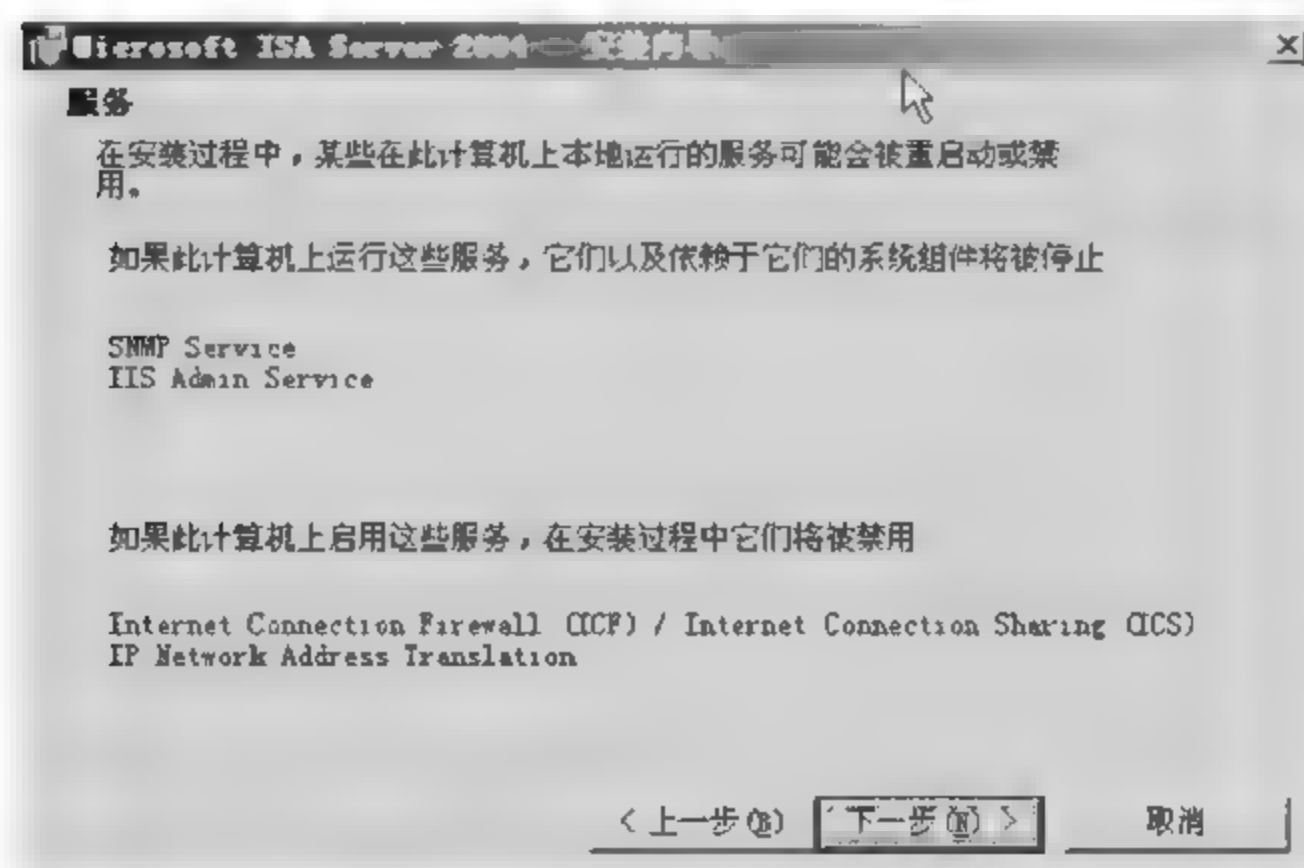 Microsoft ISA Server 2004 - 安装向导
服务
在安装过程中，某些在此计算机上本地运行的服务可能会被重启动或禁
用。
如果此计算机上运行这些服务，它们以及依赖于它们的系统组件将被停止
SNMP Service
IIS Admin Service
如果此计算机上启用这些服务，在安装过程中它们将被禁用
Internet Connection Firewall (ICF) / Internet Connection Sharing (ICS)
IP Network Address Translation
< 上一步(B)
下一步(N) >
取消